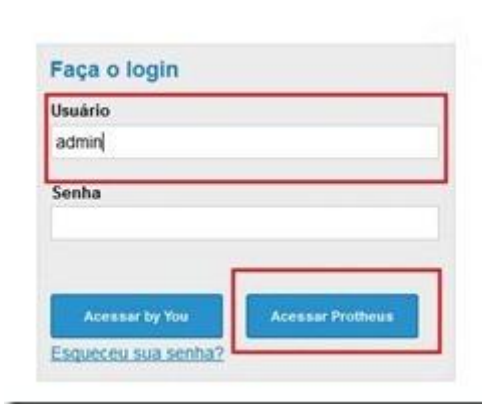 Faça o login
Usuário
admin
Senha
Acessar by You Acessar Protheus
Esqueceu sua senha?